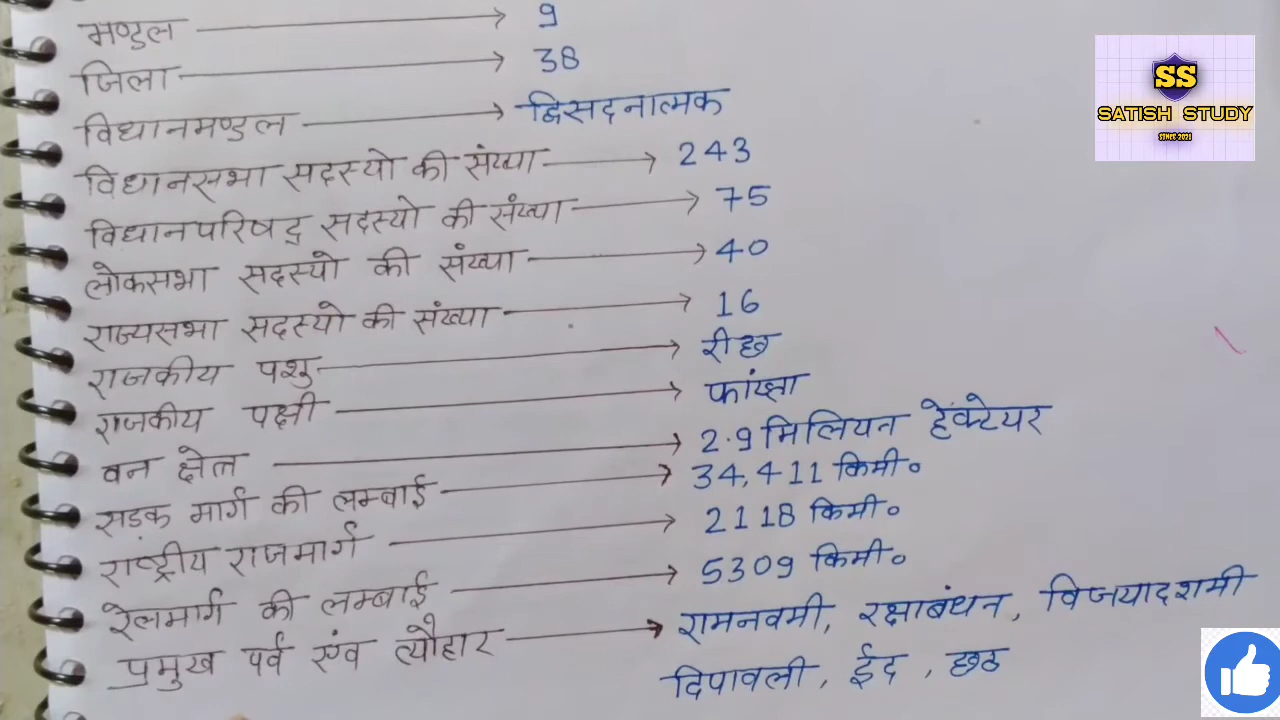 मण्डल → 9
जिला → 38
विधानमण्डल → द्विसदनात्मक
विधानसभा सदस्यो की संख्या → 243
विधानपरिषद् सदस्यो की संख्या → 75
लोकसभा सदस्यो की संख्या → 40
राज्यसभा सदस्यो की संख्या → 16
राजकीय पशु → रीछ
राजकीय पक्षी → फांख्ता
वन क्षेत्र → 2.9 मिलियन हेक्टेयर
सड़क मार्ग की लम्बाई → 34,411 किमी०
राष्ट्रीय राजमार्ग → 2118 किमी०
रेलमार्ग की लम्बाई → 5309 किमी०
प्रमुख पर्व एंव त्यौहार → रामनवमी, रक्षाबंधन, विजयादशमी
दिपावली, ईद, छठ
SS
SATISH STUDY
SINCE-2021